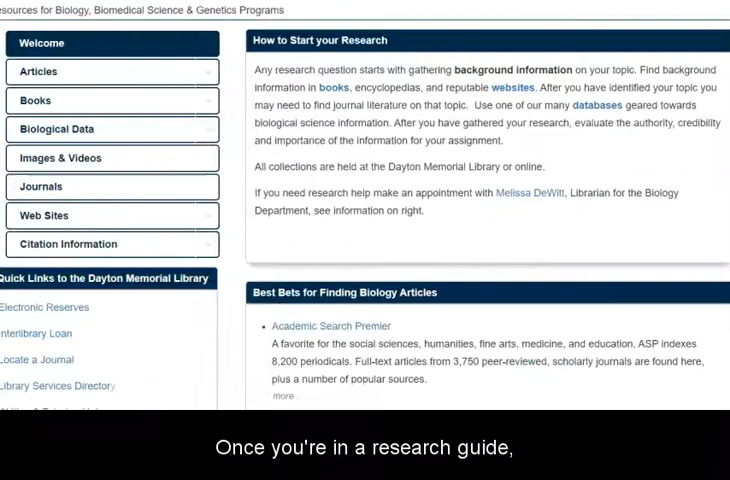 esources for Biology, Biomedical Science & Genetics Programs
Welcome
Articles
Books
Biological Data
Images & Videos
Journals
Web Sites
Citation Information
Quick Links to the Dayton Memorial Library
Electronic Reserves
nterlibrary Loan
Locate a Journal
Library Services Directory
How to Start your Research
Any research question starts with gathering background information on your topic. Find background
information in books, encyclopedias, and reputable websites. After you have identified your topic you
may need to find journal literature on that topic. Use one of our many databases geared towards
biological science information. After you have gathered your research, evaluate the authority, credibility
and importance of the information for your assignment.
All collections are held at the Dayton Memorial Library or online.
If you need research help make an appointment with Melissa DeWitt, Librarian for the Biology
Department, see information on right.
Best Bets for Finding Biology Articles
• Academic Search Premier
A favorite for the social sciences, humanities, fine arts, medicine, and education, ASP indexes
8,200 periodicals. Full-text articles from 3,750 peer-reviewed, scholarly journals are found here,
plus a number of popular sources.
more
Once you're in a research guide,